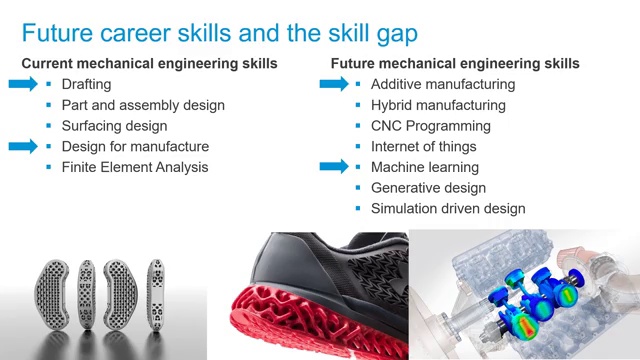 Future career skills and the skill gap
Current mechanical engineering skills
Drafting
Part and assembly design
Surfacing design
Design for manufacture
Finite Element Analysis
Future mechanical engineering skills
Additive manufacturing
Hybrid manufacturing
CNC Programming
Internet of things
Machine learning
Generative design
Simulation driven design